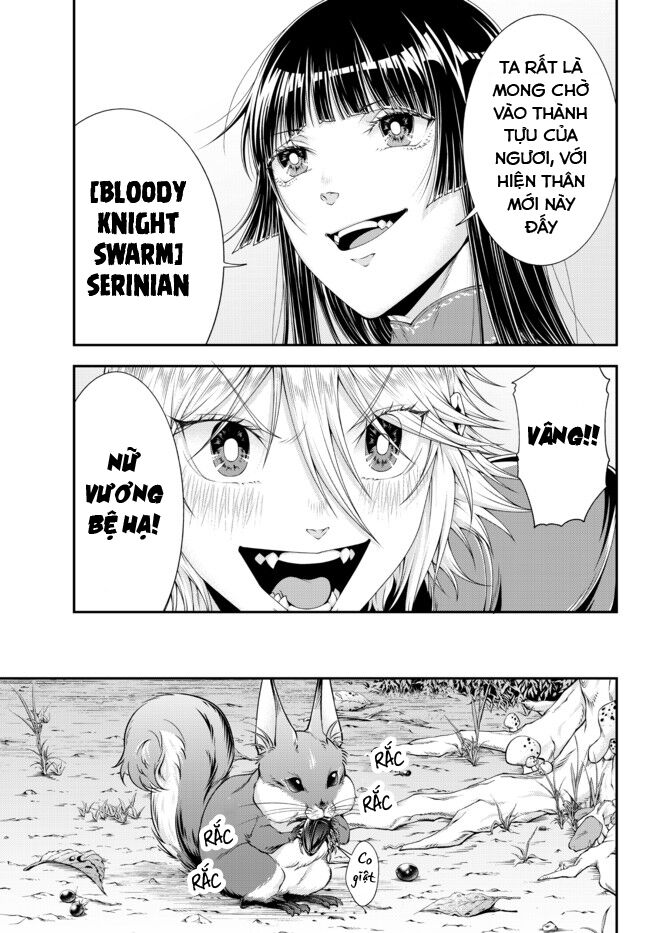 TA RẤT LÀ
MONG CHỜ
VÀO THÀNH
TỰU CỦA
NGƯƠI, VỚI
HIỆN THÂN
MỚI NÀY
ĐẤY
[BLOODY
KNIGHT
SWARM]
SERINIAN
VÂNG!!
NỮ
VƯƠNG
BỆ HẠ!
RẮC
RẮC
RẮC
RẮC
Co
giật